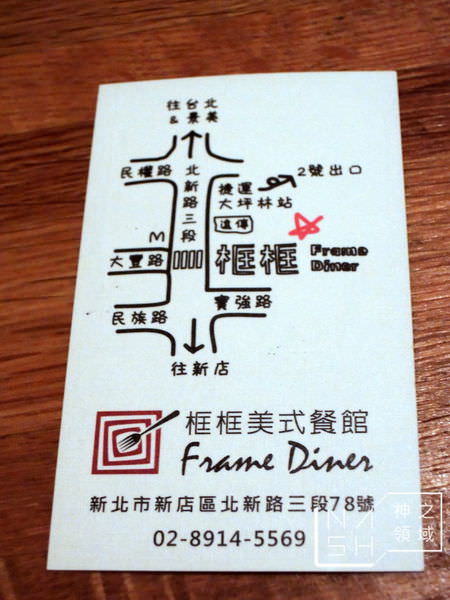 往台北
&景美
民權路
北新路三段
捷運
大坪林站
2號出口
遠傳
M
大豐路
框框
Frame
Diner
民族路
寶強路
往新店
框框美式餐館
Frame Diner
新北市新店區北新路三段78號
02-8914-5569
NASH
神之
領域